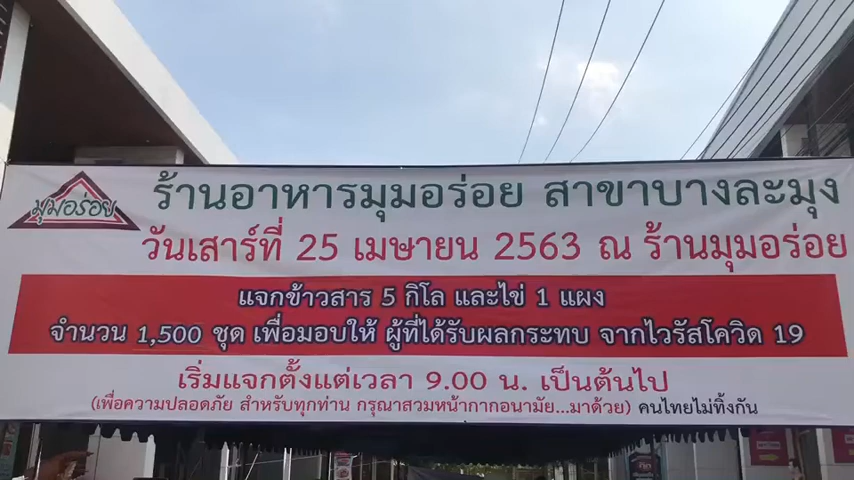 มุมอร่อย
ร้านอาหารมุมอร่อย สาขาบางละมุง
วันเสาร์ที่ 25 เมษายน 2563 ณ ร้านมุมอร่อย
แจกข้าวสาร 5 กิโล และไข่ 1 แผง
จำนวน 1,500 ชุด เพื่อมอบให้ ผู้ที่ได้รับผลกระทบ จากไวรัสโควิด 19
เริ่มแจกตั้งแต่เวลา 9.00 น. เป็นต้นไป
(เพื่อความปลอดภัย สำหรับทุกท่าน กรุณาสวมหน้ากากอนามัย...มาด้วย) คนไทยไม่ทิ้งกัน